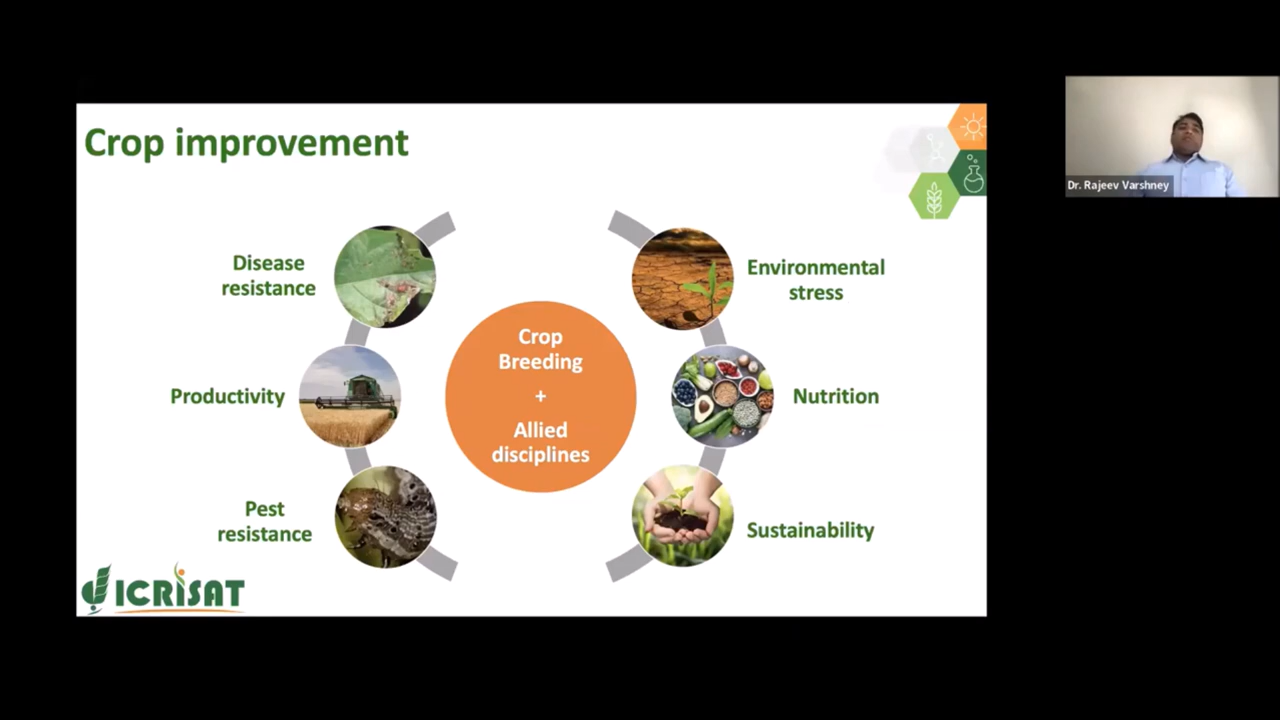 Crop improvement
Disease
resistance
Productivity
Pest
resistance
Crop
Breeding
+
Allied
disciplines
Environmental
stress
Nutrition
Sustainability
ICRISAT
Dr. Rajeev Varshney